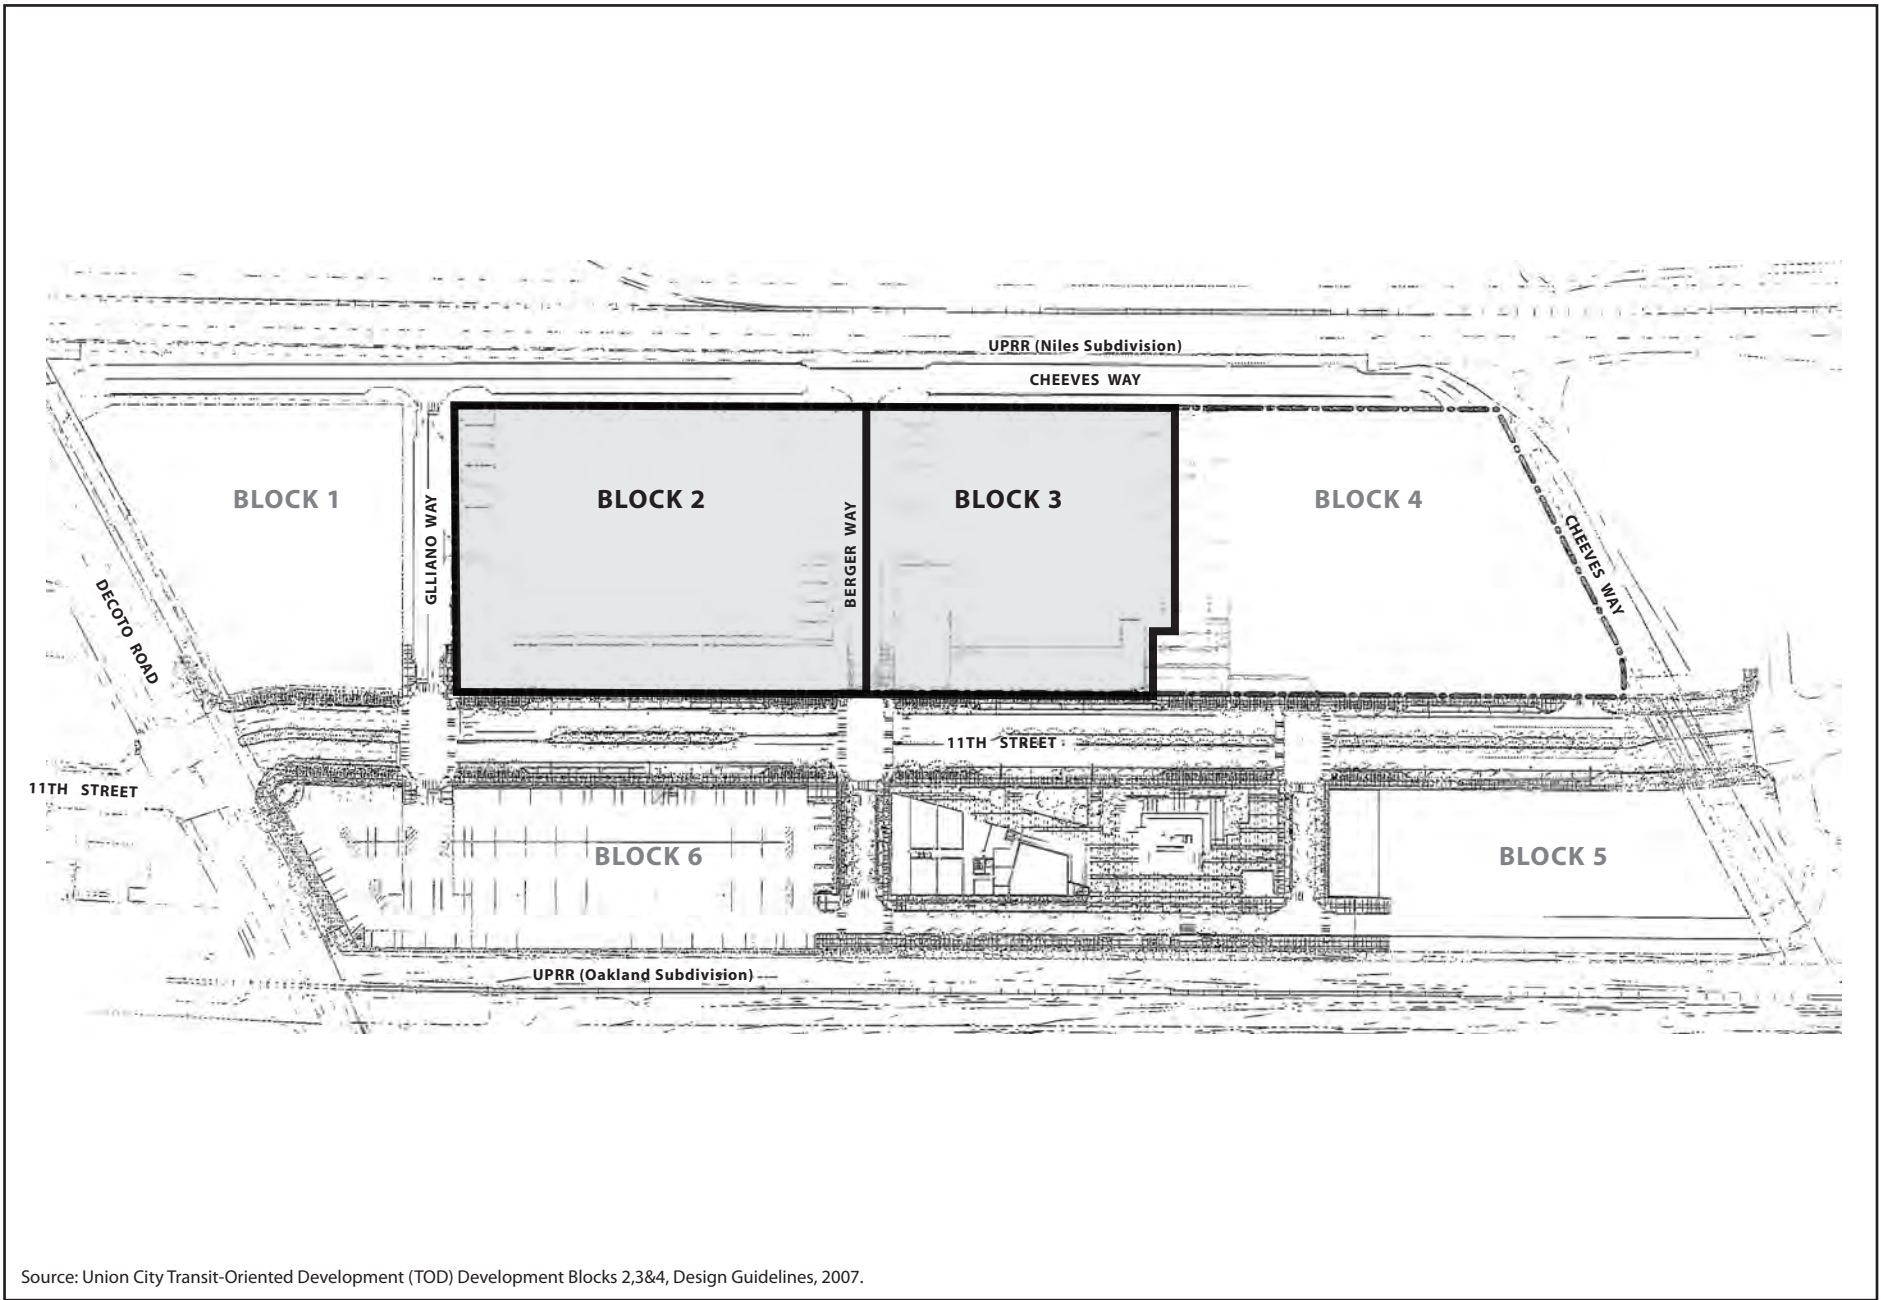 UPRR (Niles Subdivision)
CHEEVES WAY
BLOCK 1
GLLIANO WAY
BLOCK 2
BERGER WAY
BLOCK 3
BLOCK 4
CHEEVES WAY
DECOTO ROAD
11TH STREET
11TH STREET
BLOCK 6
BLOCK 5
UPRR (Oakland Subdivision)
Source: Union City Transit-Oriented Development (TOD) Development Blocks 2,3&4, Design Guidelines, 2007.